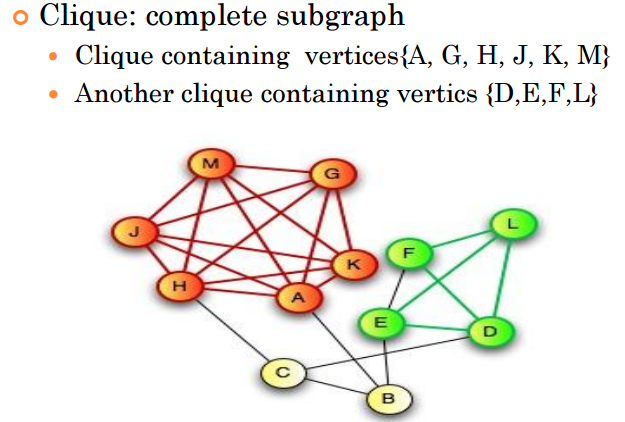 Clique: complete subgraph
Clique containing vertices{A, G, H, J, K, M}
Another clique containing vertics {D,E,F,L}
M
G
L
J
F
K
H
A
E
D
C
B